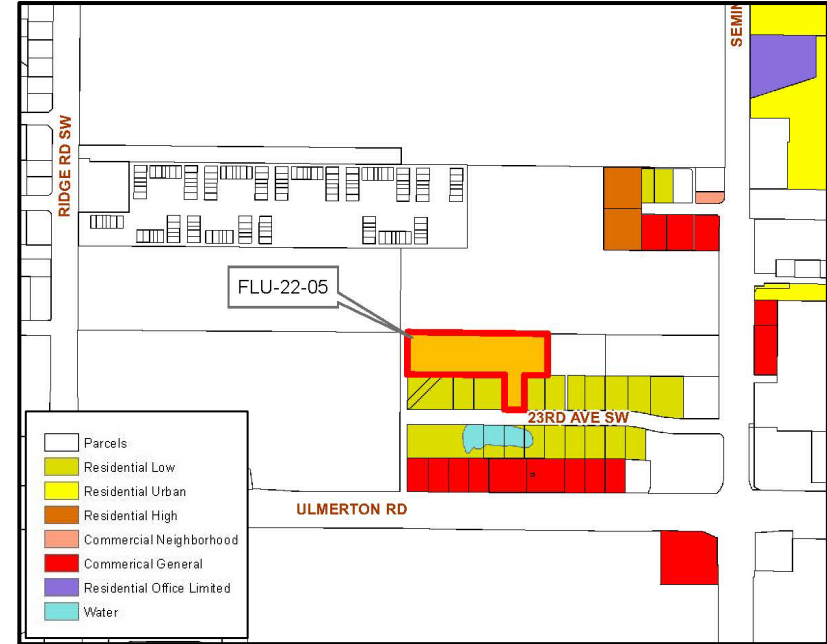 SEMIN
RIDGE RD SW
FLU-22-05
23RD AVE SW
ULMERTON RD
Parcels
Residential Low
Residential Urban
Residential High
Commercial Neighborhood
Commerical General
Residential Office Limited
Water